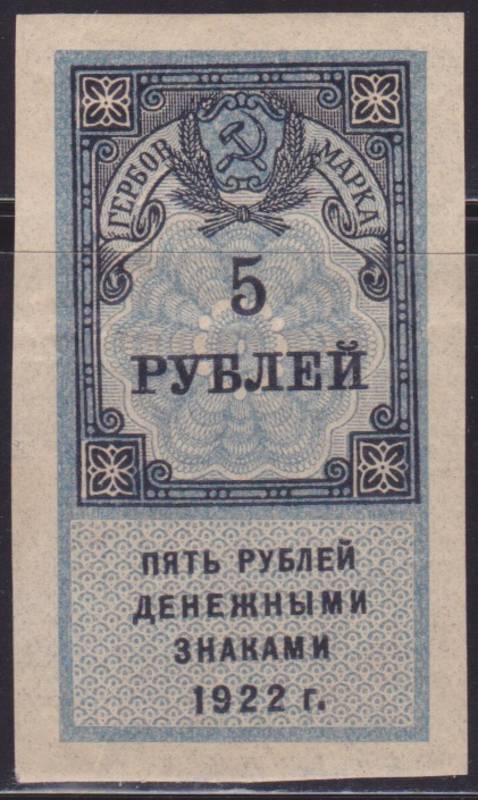 ГЕРБОВ. МАРКА
5
РУБЛЕЙ
ПЯТЬ РУБЛЕЙ
ДЕНЕЖНЫМИ
ЗНАКАМИ
1922 г.